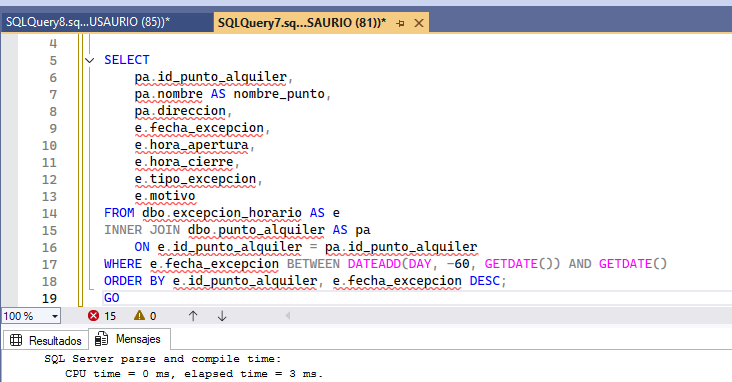 SQLQuery8.sq...USAURIO (85))*
SQLQuery7.sq...SAURIO (81))*
4
5 SELECT
6 pa.id_punto_alquiler,
7 pa.nombre AS nombre_punto,
8 pa.direccion,
9 e.fecha_excepcion,
10 e.hora_apertura,
11 e.hora_cierre,
12 e.tipo_excepcion,
13 e.motivo
14 FROM dbo.excepcion_horario AS e
15 INNER JOIN dbo.punto_alquiler AS pa
16 ON e.id_punto_alquiler = pa.id_punto_alquiler
17 WHERE e.fecha_excepcion BETWEEN DATEADD(DAY, -60, GETDATE()) AND GETDATE()
18 ORDER BY e.id_punto_alquiler, e.fecha_excepcion DESC;
19 GO
100 % 15 0
Resultados Mensajes
SQL Server parse and compile time:
CPU time = 0 ms, elapsed time = 3 ms.